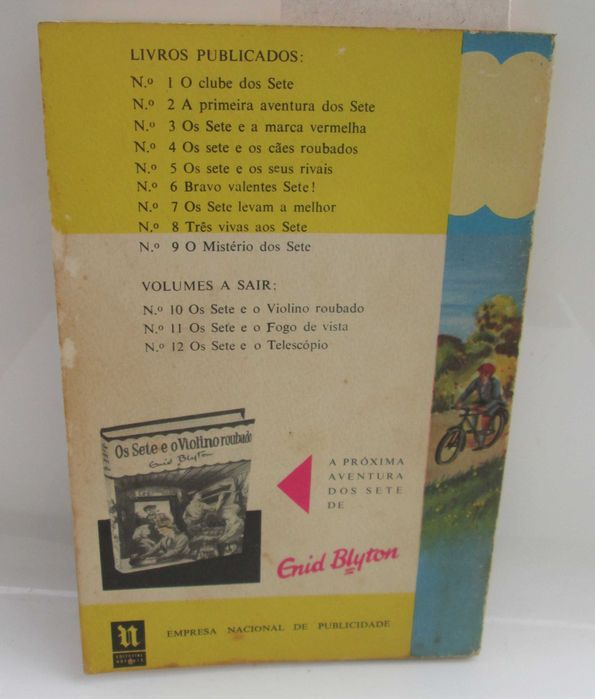 LIVROS PUBLICADOS:
N.º 1 O clube dos Sete
N.º 2 A primeira aventura dos Sete
N.º 3 Os Sete e a marca vermelha
N.º 4 Os sete e os cães roubados
N.º 5 Os sete e os seus rivais
N.º 6 Bravo valentes Sete!
N.º 7 Os Sete levam a melhor
N.º 8 Três vivas aos Sete
N.º 9 O Mistério dos Sete
VOLUMES A SAIR:
N.º 10 Os Sete e o Violino roubado
N.º 11 Os Sete e o Fogo de vista
N.º 12 Os Sete e o Telescópio
Os Sete e o Violino roubado
Enid Blyton
A PRÓXIMA
AVENTURA
DOS SETE
DE
Enid Blyton
EDITORIAL
EMPRESA NACIONAL DE PUBLICIDADE